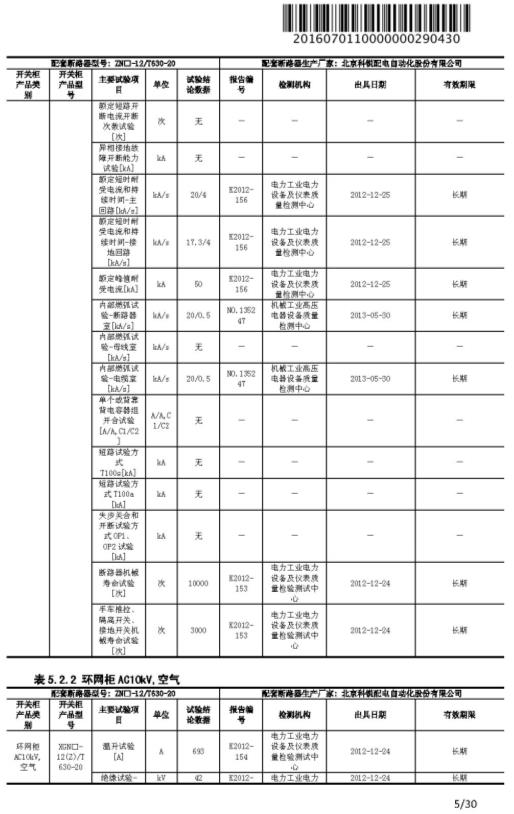 2016070110000000290430
配套断路器型号: ZN□-12/T630-20 配套断路器生产厂家: 北京科锐配电自动化股份有限公司
开关柜产品类别 开关柜产品型号 主要试验项目 单位 试验结论数据 报告编号 检测机构 出具日期 有效期限
额定短路开断电流开断次数试验[次] 次 无 — — — —
异相接地故障开断能力试验[kA] kA 无 — — — —
额定短时耐受电流和持续时间-主回路[kA/s] kA/s 20/4 K2012-156 电力工业电力设备及仪表质量检测中心 2012-12-25 长期
额定短时耐受电流和持续时间-接地回路[kA/s] kA/s 17.3/4 K2012-156 电力工业电力设备及仪表质量检测中心 2012-12-25 长期
额定峰值耐受电流[kA] kA 50 K2012-156 电力工业电力设备及仪表质量检测中心 2012-12-25 长期
内部燃弧试验-断路器室[kA/s] kA/s 20/0.5 NO.135247 机械工业高压电器设备质量检测中心 2013-05-30 长期
内部燃弧试验-母线室[kA/s] kA/s 无 — — — —
内部燃弧试验-电缆室[kA/s] kA/s 20/0.5 NO.135247 机械工业高压电器设备质量检测中心 2013-05-30 长期
单个或背靠背电容器组开合试验[A/A,C1/C2] A/A,C1/C2 无 — — — —
短路试验方式T100s[kA] kA 无 — — — —
短路试验方式T100a[kA] kA 无 — — — —
失步关合和开断试验方式OP1、OP2试验[kA] kA 无 — — — —
断路器机械寿命试验[次] 次 10000 K2012-153 电力工业电力设备及仪表质量检验测试中心 2012-12-24 长期
手车推拉、隔离开关、接地开关机械寿命试验[次] 次 3000 K2012-153 电力工业电力设备及仪表质量检验测试中心 2012-12-24 长期
表5.2.2 环网柜AC10kV,空气
配套断路器型号: ZN□-12/T630-20 配套断路器生产厂家: 北京科锐配电自动化股份有限公司
开关柜产品类别 开关柜产品型号 主要试验项目 单位 试验结论数据 报告编号 检测机构 出具日期 有效期限
环网柜AC10kV,空气 XGN□-12(Z)/T630-20 温升试验[A] A 693 K2012-154 电力工业电力设备及仪表质量检验测试中心 2012-12-24 长期
绝缘试验- kV 42 K2012- 电力工业电力 2012-12-24 长期
5/30